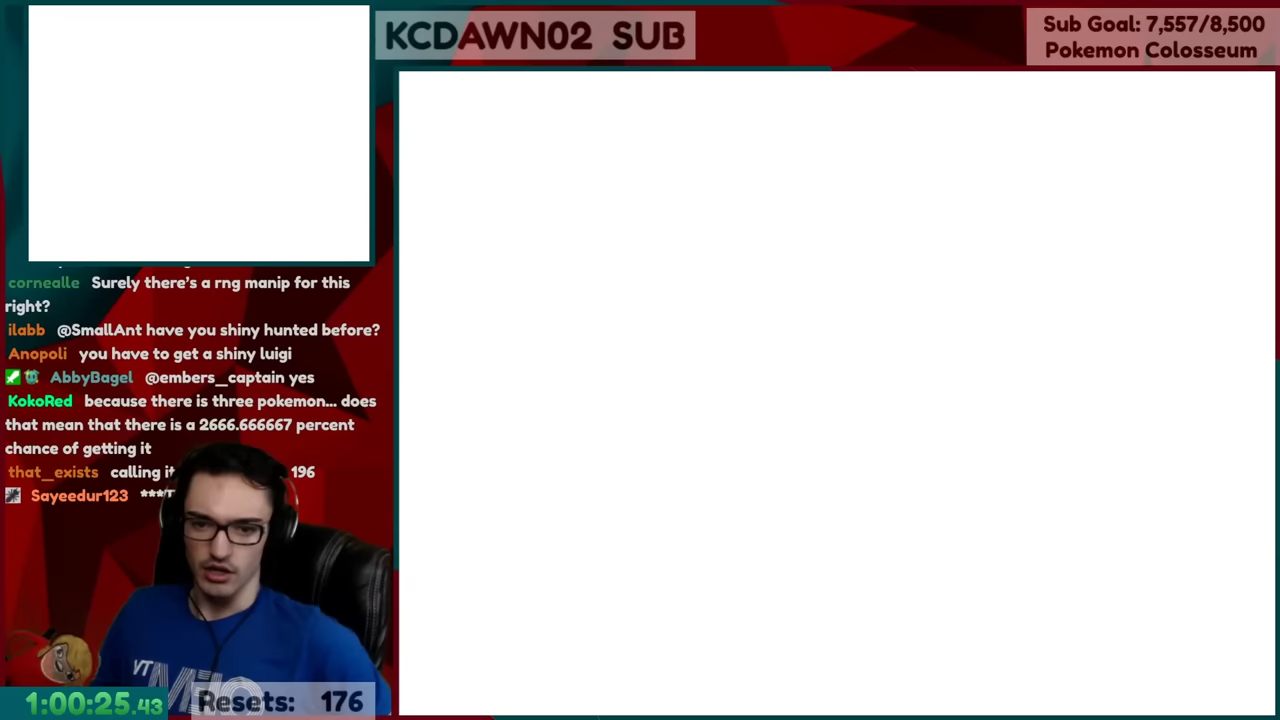 KCDAWN02 SUB
Sub Goal: 7,557/8,500
Pokemon Colosseum
cornealle Surely there's a rng manip for this
right?
ilabb @SmallAnt have you shiny hunted before?
Anopoli you have to get a shiny luigi
AbbyBagel @embers_captain yes
KokoRed because there is three pokemon... does
that mean that there is a 2666.666667 percent
chance of getting it
that_exists calling it 196
Sayeedur123 ***T
YT
1:00:25.43
Resets: 176